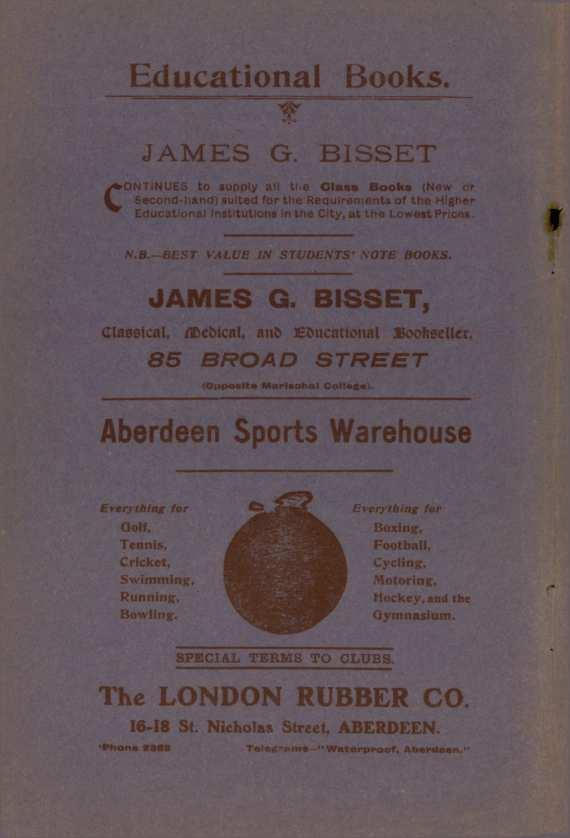 Educational Books.
JAMES G. BISSET
CONTINUES to supply all the Class Books (New or
Second-hand) suited for the Requirements of the Higher
Educational Institutions in the City, at the Lowest Prices.
N.B.—BEST VALUE IN STUDENTS' NOTE BOOKS.
JAMES G. BISSET,
Classical, Medical, and Educational Bookseller,
85 BROAD STREET
(Opposite Marischal College).
Aberdeen Sports Warehouse
Everything for
Golf,
Tennis,
Cricket,
Swimming,
Running,
Bowling.
Everything for
Boxing,
Football,
Cycling,
Motoring,
Hockey, and the
Gymnasium.
SPECIAL TERMS TO CLUBS.
The LONDON RUBBER CO.
16-18 St. Nicholas Street, ABERDEEN.
'Phone Telegrams—"Waterproof, Aberdeen."